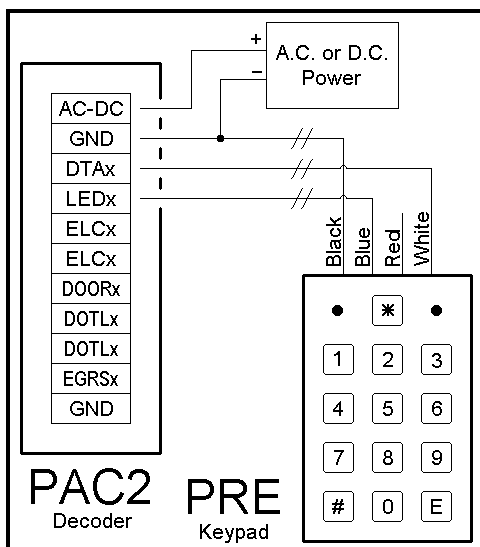 +
A.C. or D.C.
Power
−
AC-DC
GND
DTAx
LEDx
ELCx
ELCx
DOORx
DOTLx
DOTLx
EGRSx
GND
Black
Blue
Red
White
*
1 2 3
4 5 6
7 8 9
# 0 E
PAC2
Decoder
PRE
Keypad